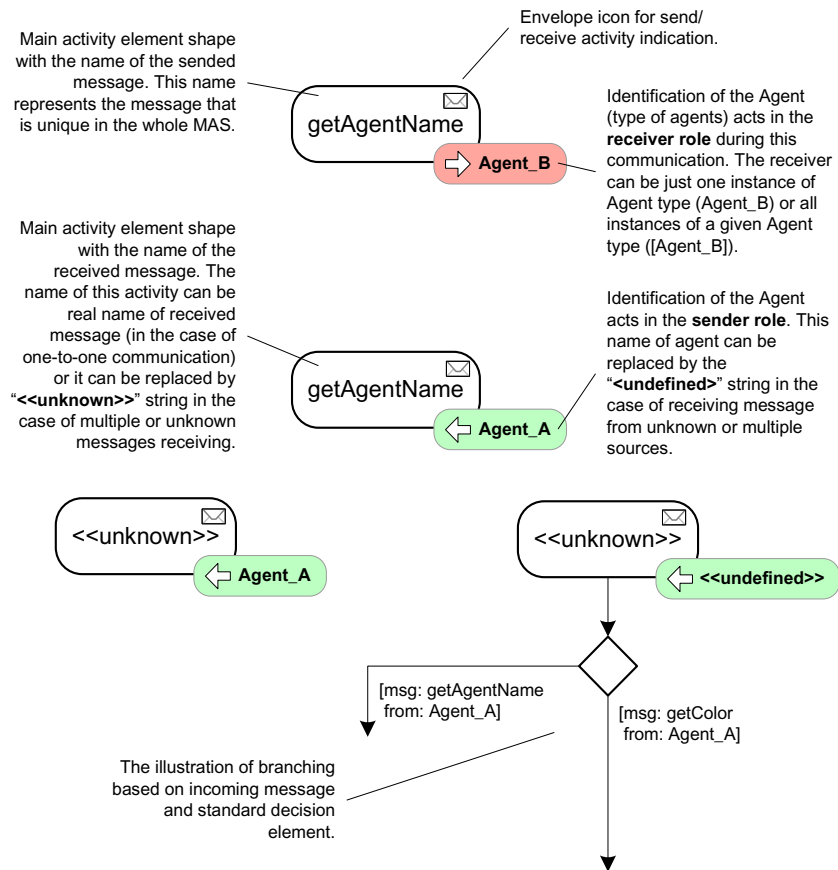 Envelope icon for send/
receive activity indication.
Main activity element shape
with the name of the sended
message. This name
represents the message that
is unique in the whole MAS.
getAgentName
Agent_B
Identification of the Agent
(type of agents) acts in the
receiver role during this
communication. The receiver
can be just one instance of
Agent type (Agent_B) or all
instances of a given Agent
type ([Agent_B]).
Main activity element shape
with the name of the
received message. The
name of this activity can be
real name of received
message (in the case of
one-to-one communication)
or it can be replaced by
“<<unknown>>” string in the
case of multiple or unknown
messages receiving.
getAgentName
Agent_A
Identification of the Agent
acts in the sender role. This
name of agent can be
replaced by the
“<undefined>” string in the
case of receiving message
from unknown or multiple
sources.
<<unknown>>
Agent_A
<<unknown>>
<<undefined>>
[msg: getAgentName
from: Agent_A]
[msg: getColor
from: Agent_A]
The illustration of branching
based on incoming message
and standard decision
element.